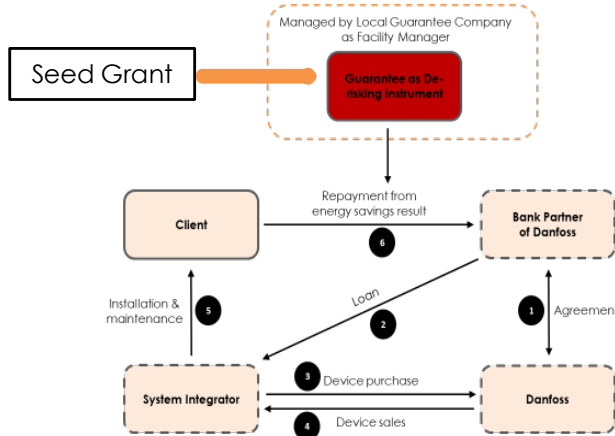 Managed by Local Guarantee Company
as Facility Manager
Seed Grant
Guarantee as De-
risking Instrument
Repayment from
energy savings result
6
Client
Bank Partner
of Danfoss
Installation &
maintenance
5
Loan
2
1
Agreemen
3
Device purchase
System Integrator
Danfoss
4
Device sales